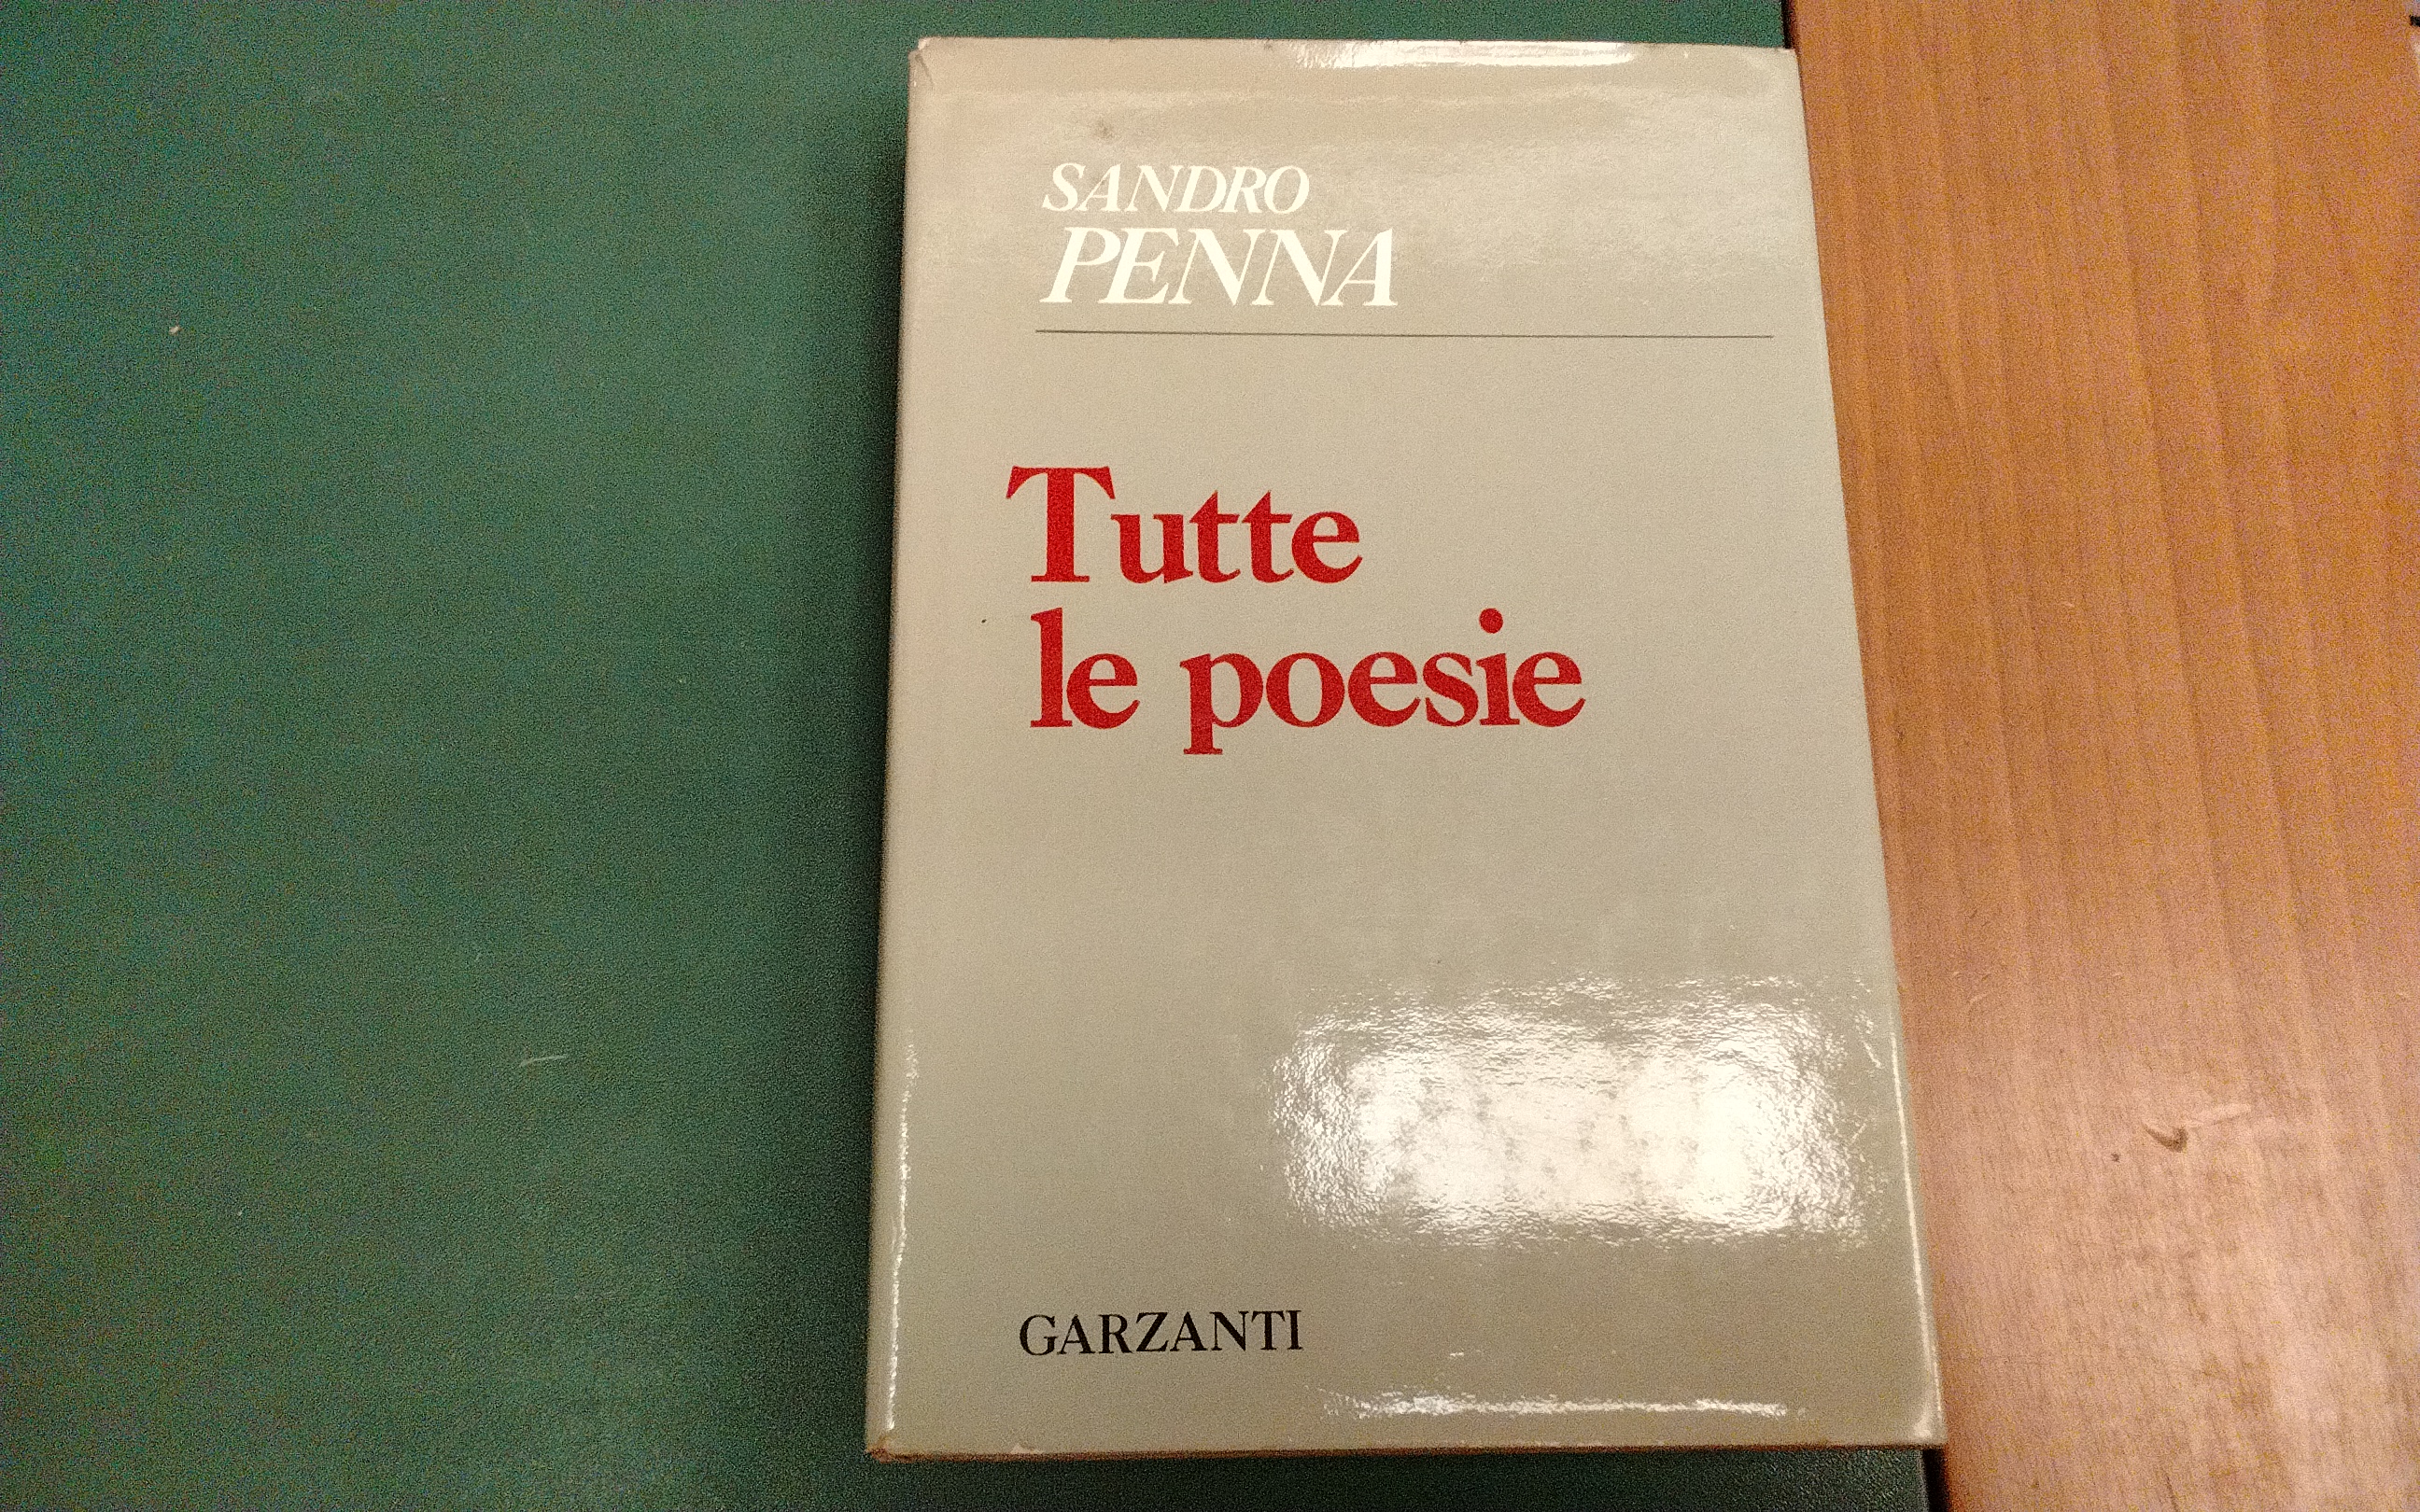 SANDRO
PENNA
Tutte
le poesie
GARZANTI